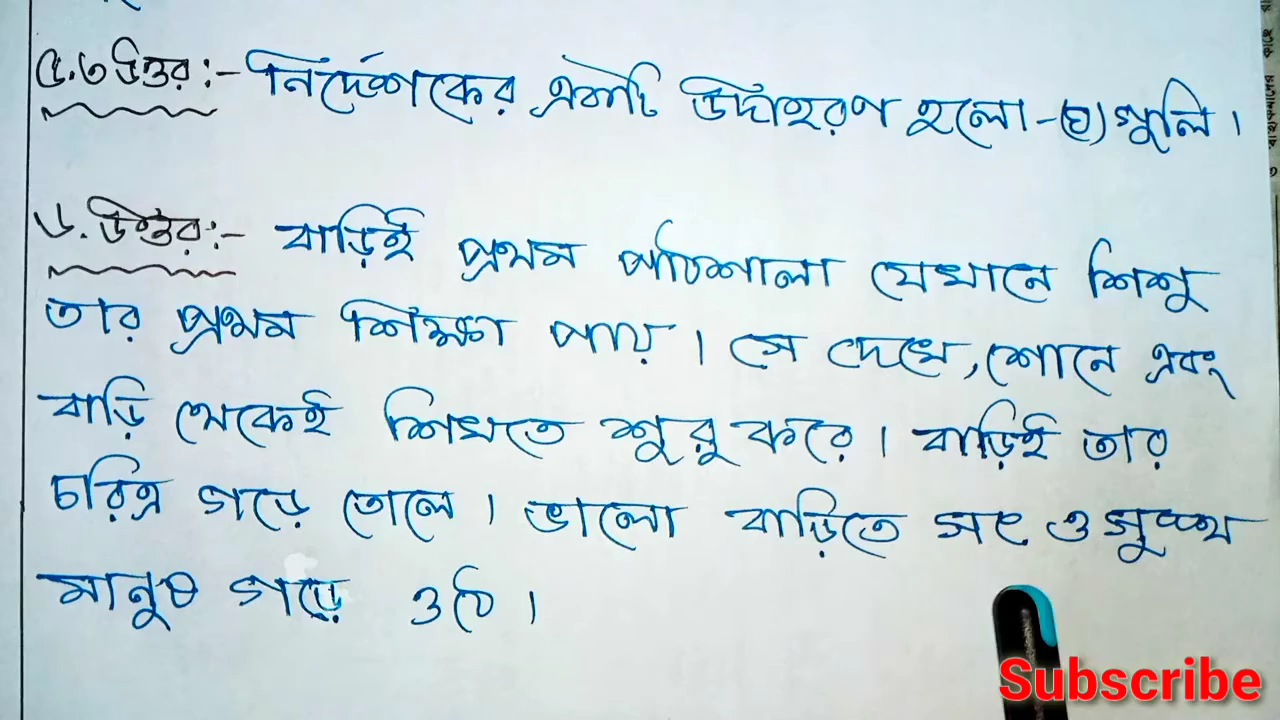 ৫.৩ উত্তর :- নির্দেশকের একটি উদাহরণ হলো - (ঘ) গুলি ।
৬. উত্তর :- বাড়িই প্রথম পাঠশালা যেখানে শিশু
তার প্রথম শিক্ষা পায় । সে দেখে, শোনে এবং
বাড়ি থেকেই শিখতে শুরু করে । বাড়িই তার
চরিত্র গড়ে তোলে । ভালো বাড়িতে সৎ ও সুস্থ
মানুষ গড়ে ওঠে ।
Subscribe